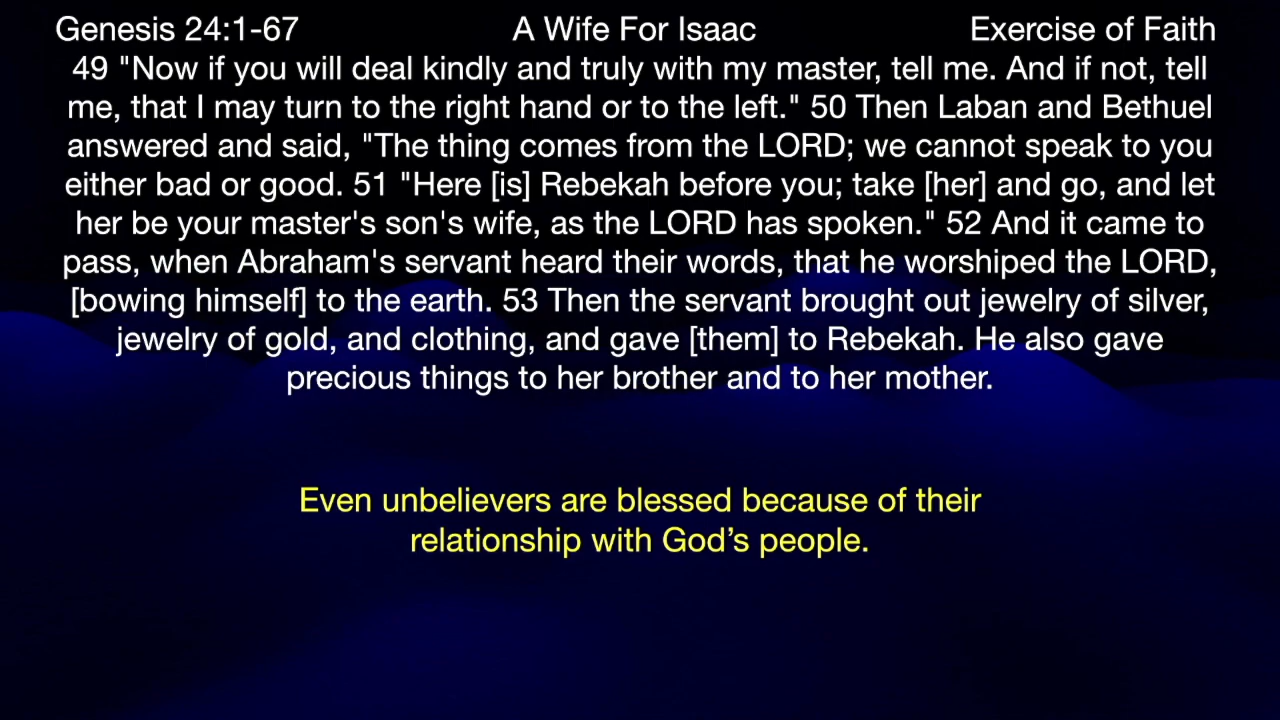 Genesis 24:1-67 A Wife For Isaac Exercise of Faith
49 "Now if you will deal kindly and truly with my master, tell me. And if not, tell
me, that I may turn to the right hand or to the left." 50 Then Laban and Bethuel
answered and said, "The thing comes from the LORD; we cannot speak to you
either bad or good. 51 "Here [is] Rebekah before you; take [her] and go, and let
her be your master's son's wife, as the LORD has spoken." 52 And it came to
pass, when Abraham's servant heard their words, that he worshiped the LORD,
[bowing himself] to the earth. 53 Then the servant brought out jewelry of silver,
jewelry of gold, and clothing, and gave [them] to Rebekah. He also gave
precious things to her brother and to her mother.
Even unbelievers are blessed because of their
relationship with God’s people.